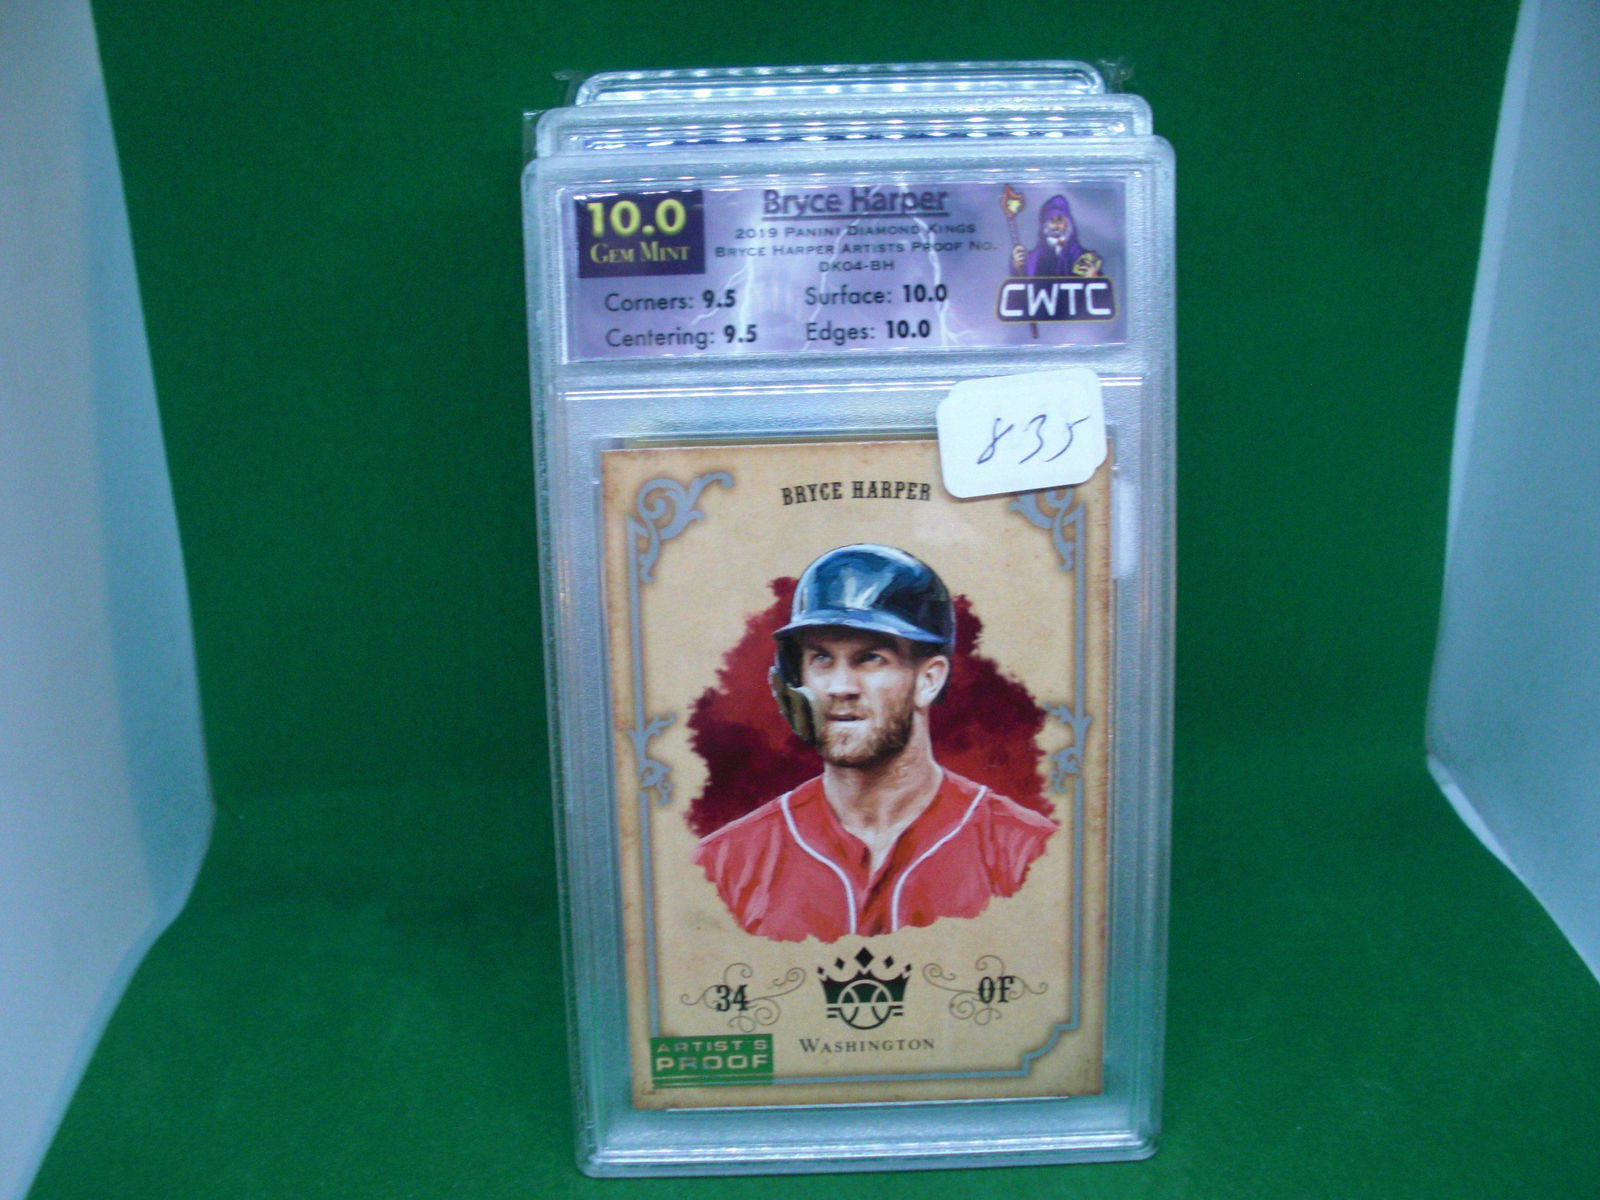 10.0
GEM MINT
Bryce Harper
2019 PANINI DIAMOND KINGS
BRYCE HARPER ARTISTS PROOF NO.
DK04-BH
Corners: 9.5
Surface: 10.0
Centering: 9.5
Edges: 10.0
CWTC
835
BRYCE HARPER
34
OF
WASHINGTON
ARTIST'S
PROOF